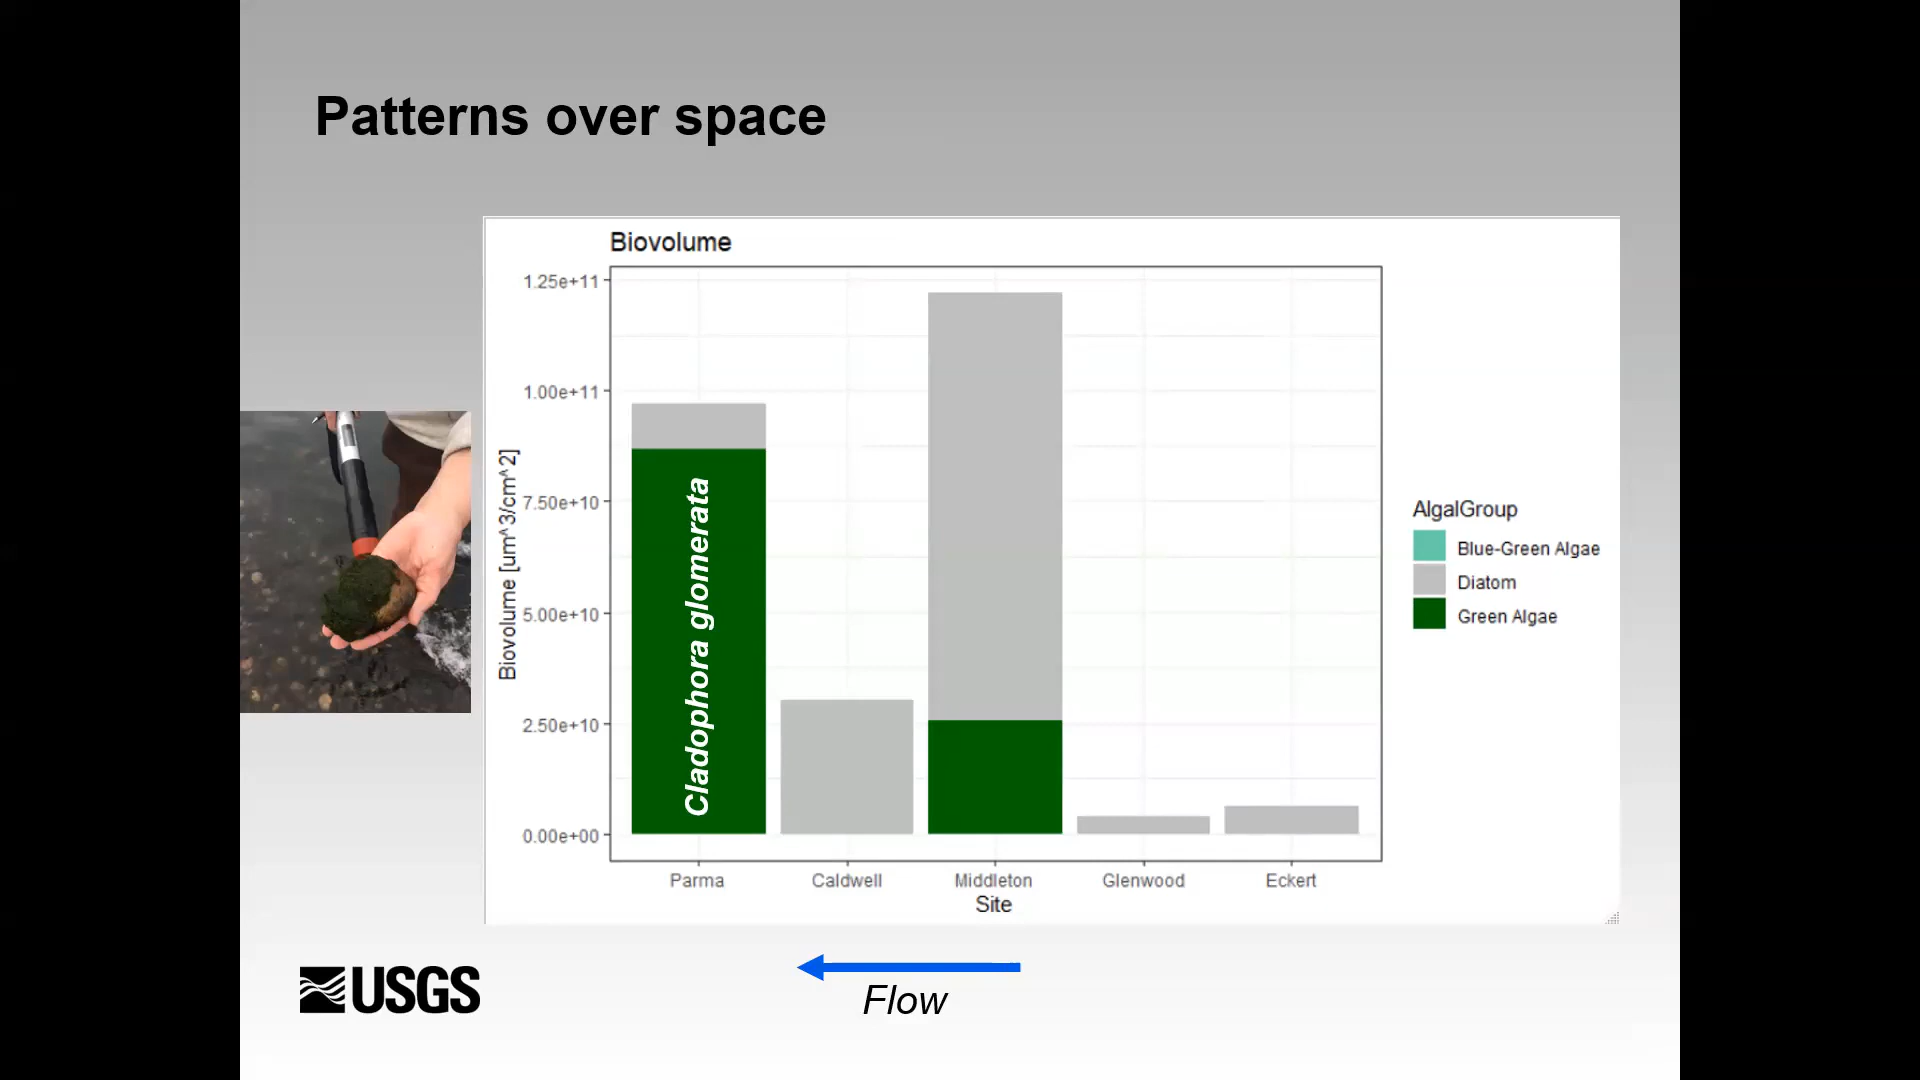 Patterns over space
Biovolume
1.25e+11
1.00e+11
7.50e+10
5.00e+10
2.50e+10
0.00e+00
Biovolume [um^3/cm^2]
Cladophora glomerata
Parma
Caldwell
Middleton
Glenwood
Eckert
Site
AlgalGroup
Blue-Green Algae
Diatom
Green Algae
USGS
Flow